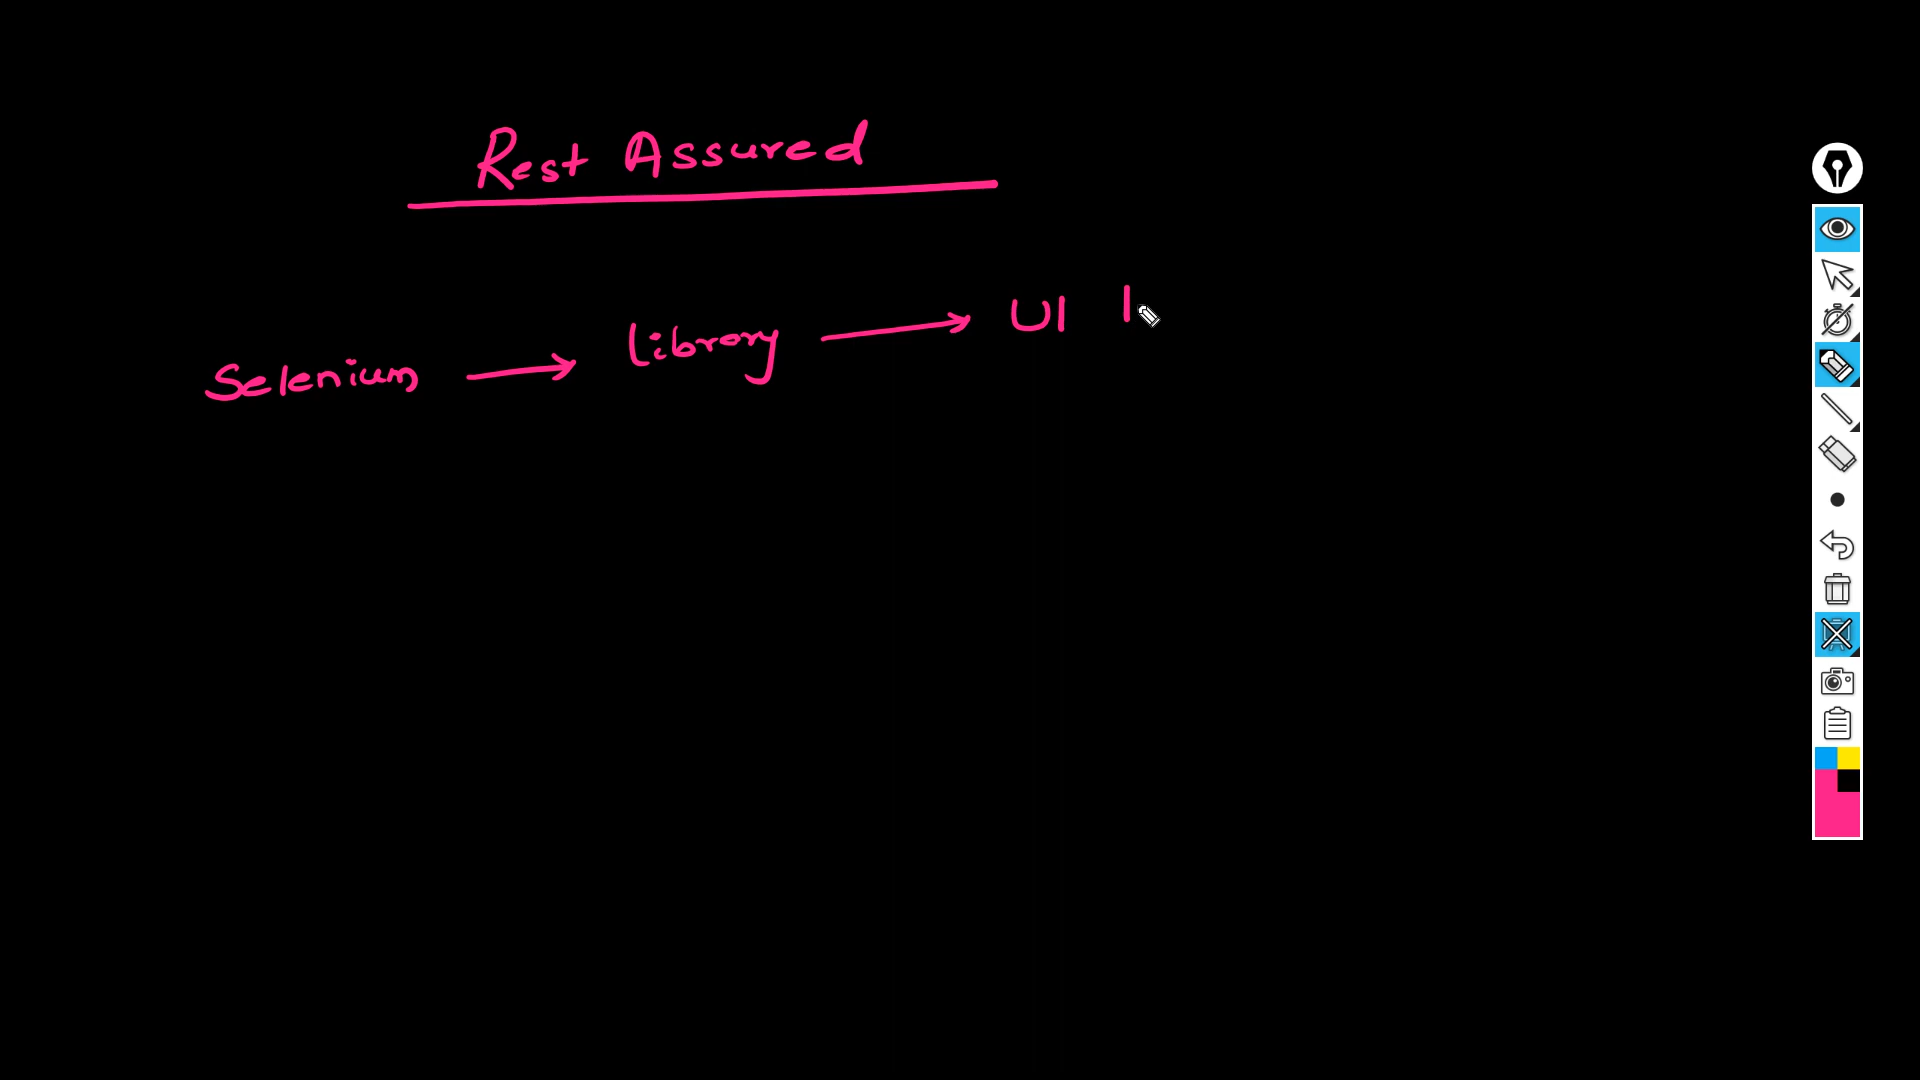 Rest Assured
Selenium → Library → UI